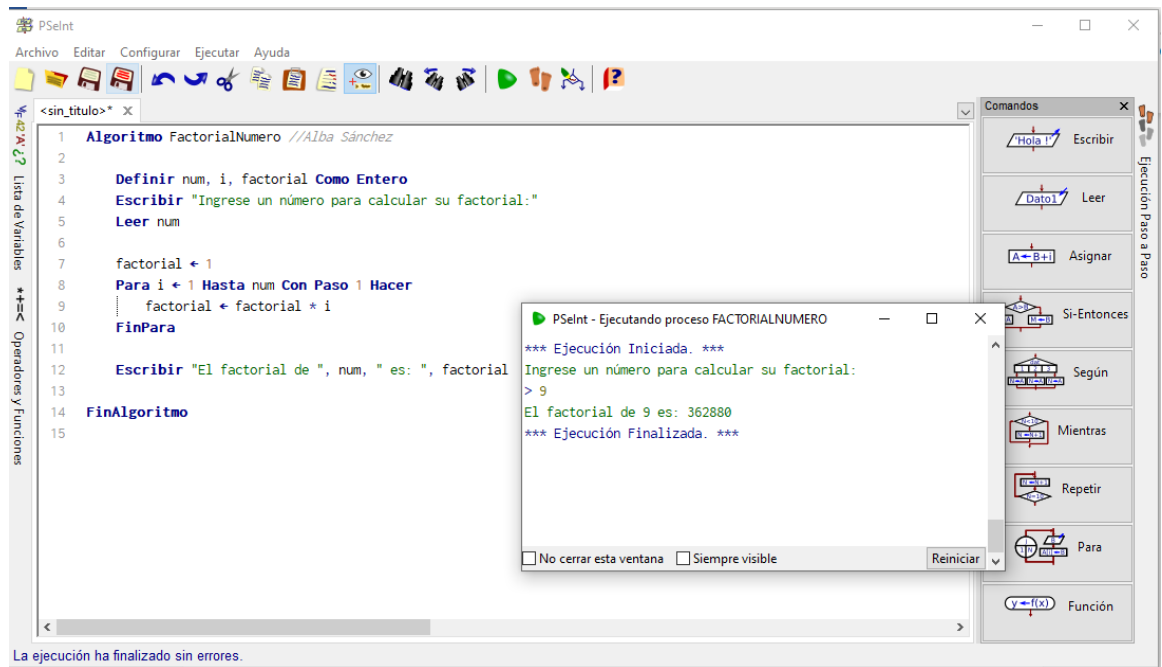 PSeInt
Archivo Editar Configurar Ejecutar Ayuda
<sin_titulo>* X
1 Algoritmo FactorialNumero //Alba Sánchez
2
3 Definir num, i, factorial Como Entero
4 Escribir "Ingrese un número para calcular su factorial:"
5 Leer num
6
7 factorial ← 1
8 Para i ← 1 Hasta num Con Paso 1 Hacer
9 factorial ← factorial * i
10 FinPara
11
12 Escribir "El factorial de ", num, " es: ", factorial
13
14 FinAlgoritmo
15
Lista de Variables
*+=< Operadores y Funciones
PSeInt - Ejecutando proceso FACTORIALNUMERO
*** Ejecución Iniciada. ***
Ingrese un número para calcular su factorial:
> 9
El factorial de 9 es: 362880
*** Ejecución Finalizada. ***
No cerrar esta ventana Siempre visible Reiniciar
Comandos
'Hola !' Escribir
Dato1 Leer
A←B+i Asignar
Si-Entonces
Según
Mientras
Repetir
Para
y←f(x) Función
Ejecución Paso a Paso
La ejecución ha finalizado sin errores.